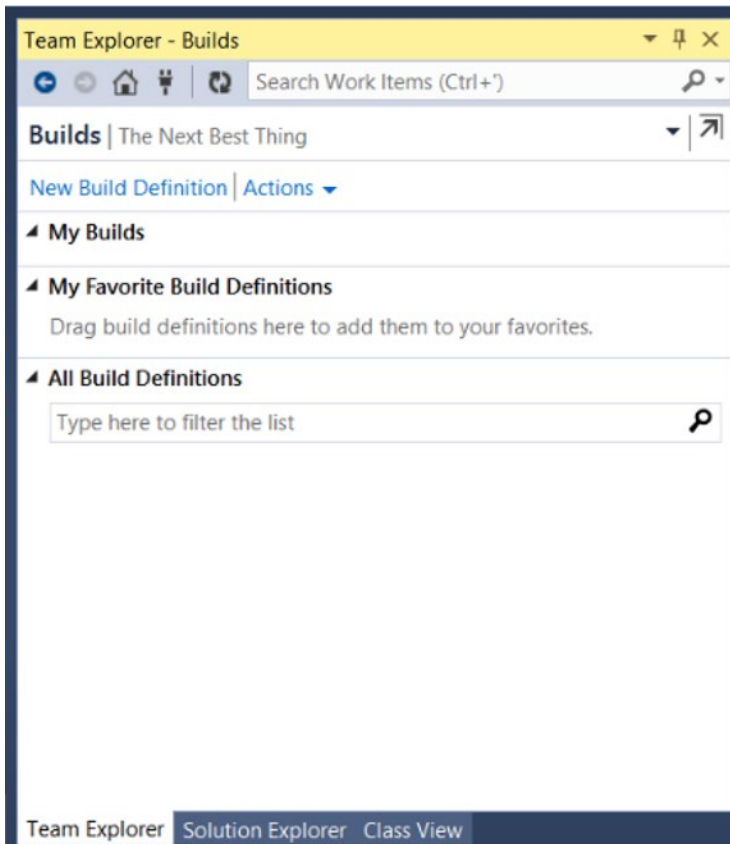 Team Explorer - Builds
Search Work Items (Ctrl+')
Builds | The Next Best Thing
New Build Definition | Actions
My Builds
My Favorite Build Definitions
Drag build definitions here to add them to your favorites.
All Build Definitions
Type here to filter the list
Team Explorer Solution Explorer Class View